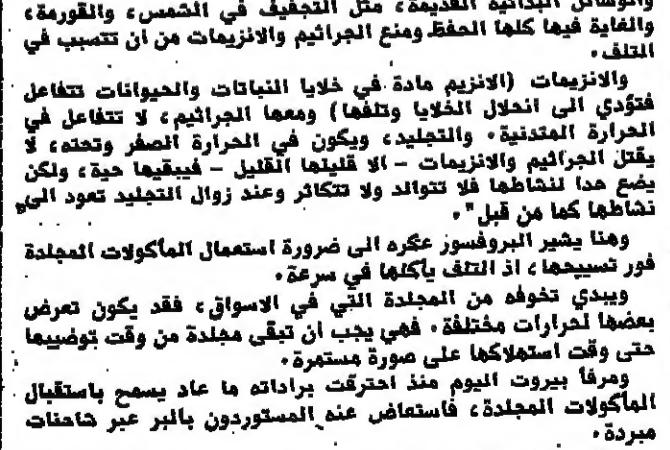 والوسائل البدائية القديمة، مثل التجفيف في الشمس، والقورمة،
والغاية فيها كلها الحفظ ومنع الجراثيم والانزيمات من ان تتسبب في
التلف.
والانزيمات (الانزيم مادة في خلايا النباتات والحيوانات تتفاعل
فتؤدي الى انحلال الخلايا وتلفها) ومعها الجراثيم، لا تتفاعل في
الحرارة المتدنية. والتجليد، ويكون في الحرارة الصفر وتحته، لا
يقتل الجراثيم والانزيمات – الا قليلها القليل – فيبقيها حية، ولكن
يضع حدا لنشاطها فلا تتوالد ولا تتكاثر وعند زوال التجليد تعود الى
نشاطها كما من قبل".
وهنا يشير البروفسور عكره الى ضرورة استعمال المأكولات المجلدة
فور تسييحها، اذ التلف يأكلها في سرعة.
ويبدي تخوفه من المجلدة التي في الاسواق، فقد يكون تعرض
بعضها لحرارات مختلفة. فهي يجب ان تبقى مجلدة من وقت توضيبها
حتى وقت استهلاكها على صورة مستمرة.
ومرفأ بيروت اليوم منذ احترقت براداته ما عاد يسمح باستقبال
المأكولات المجلدة، فاستعاض عنه المستوردون بالبر عبر شاحنات
مبردة.